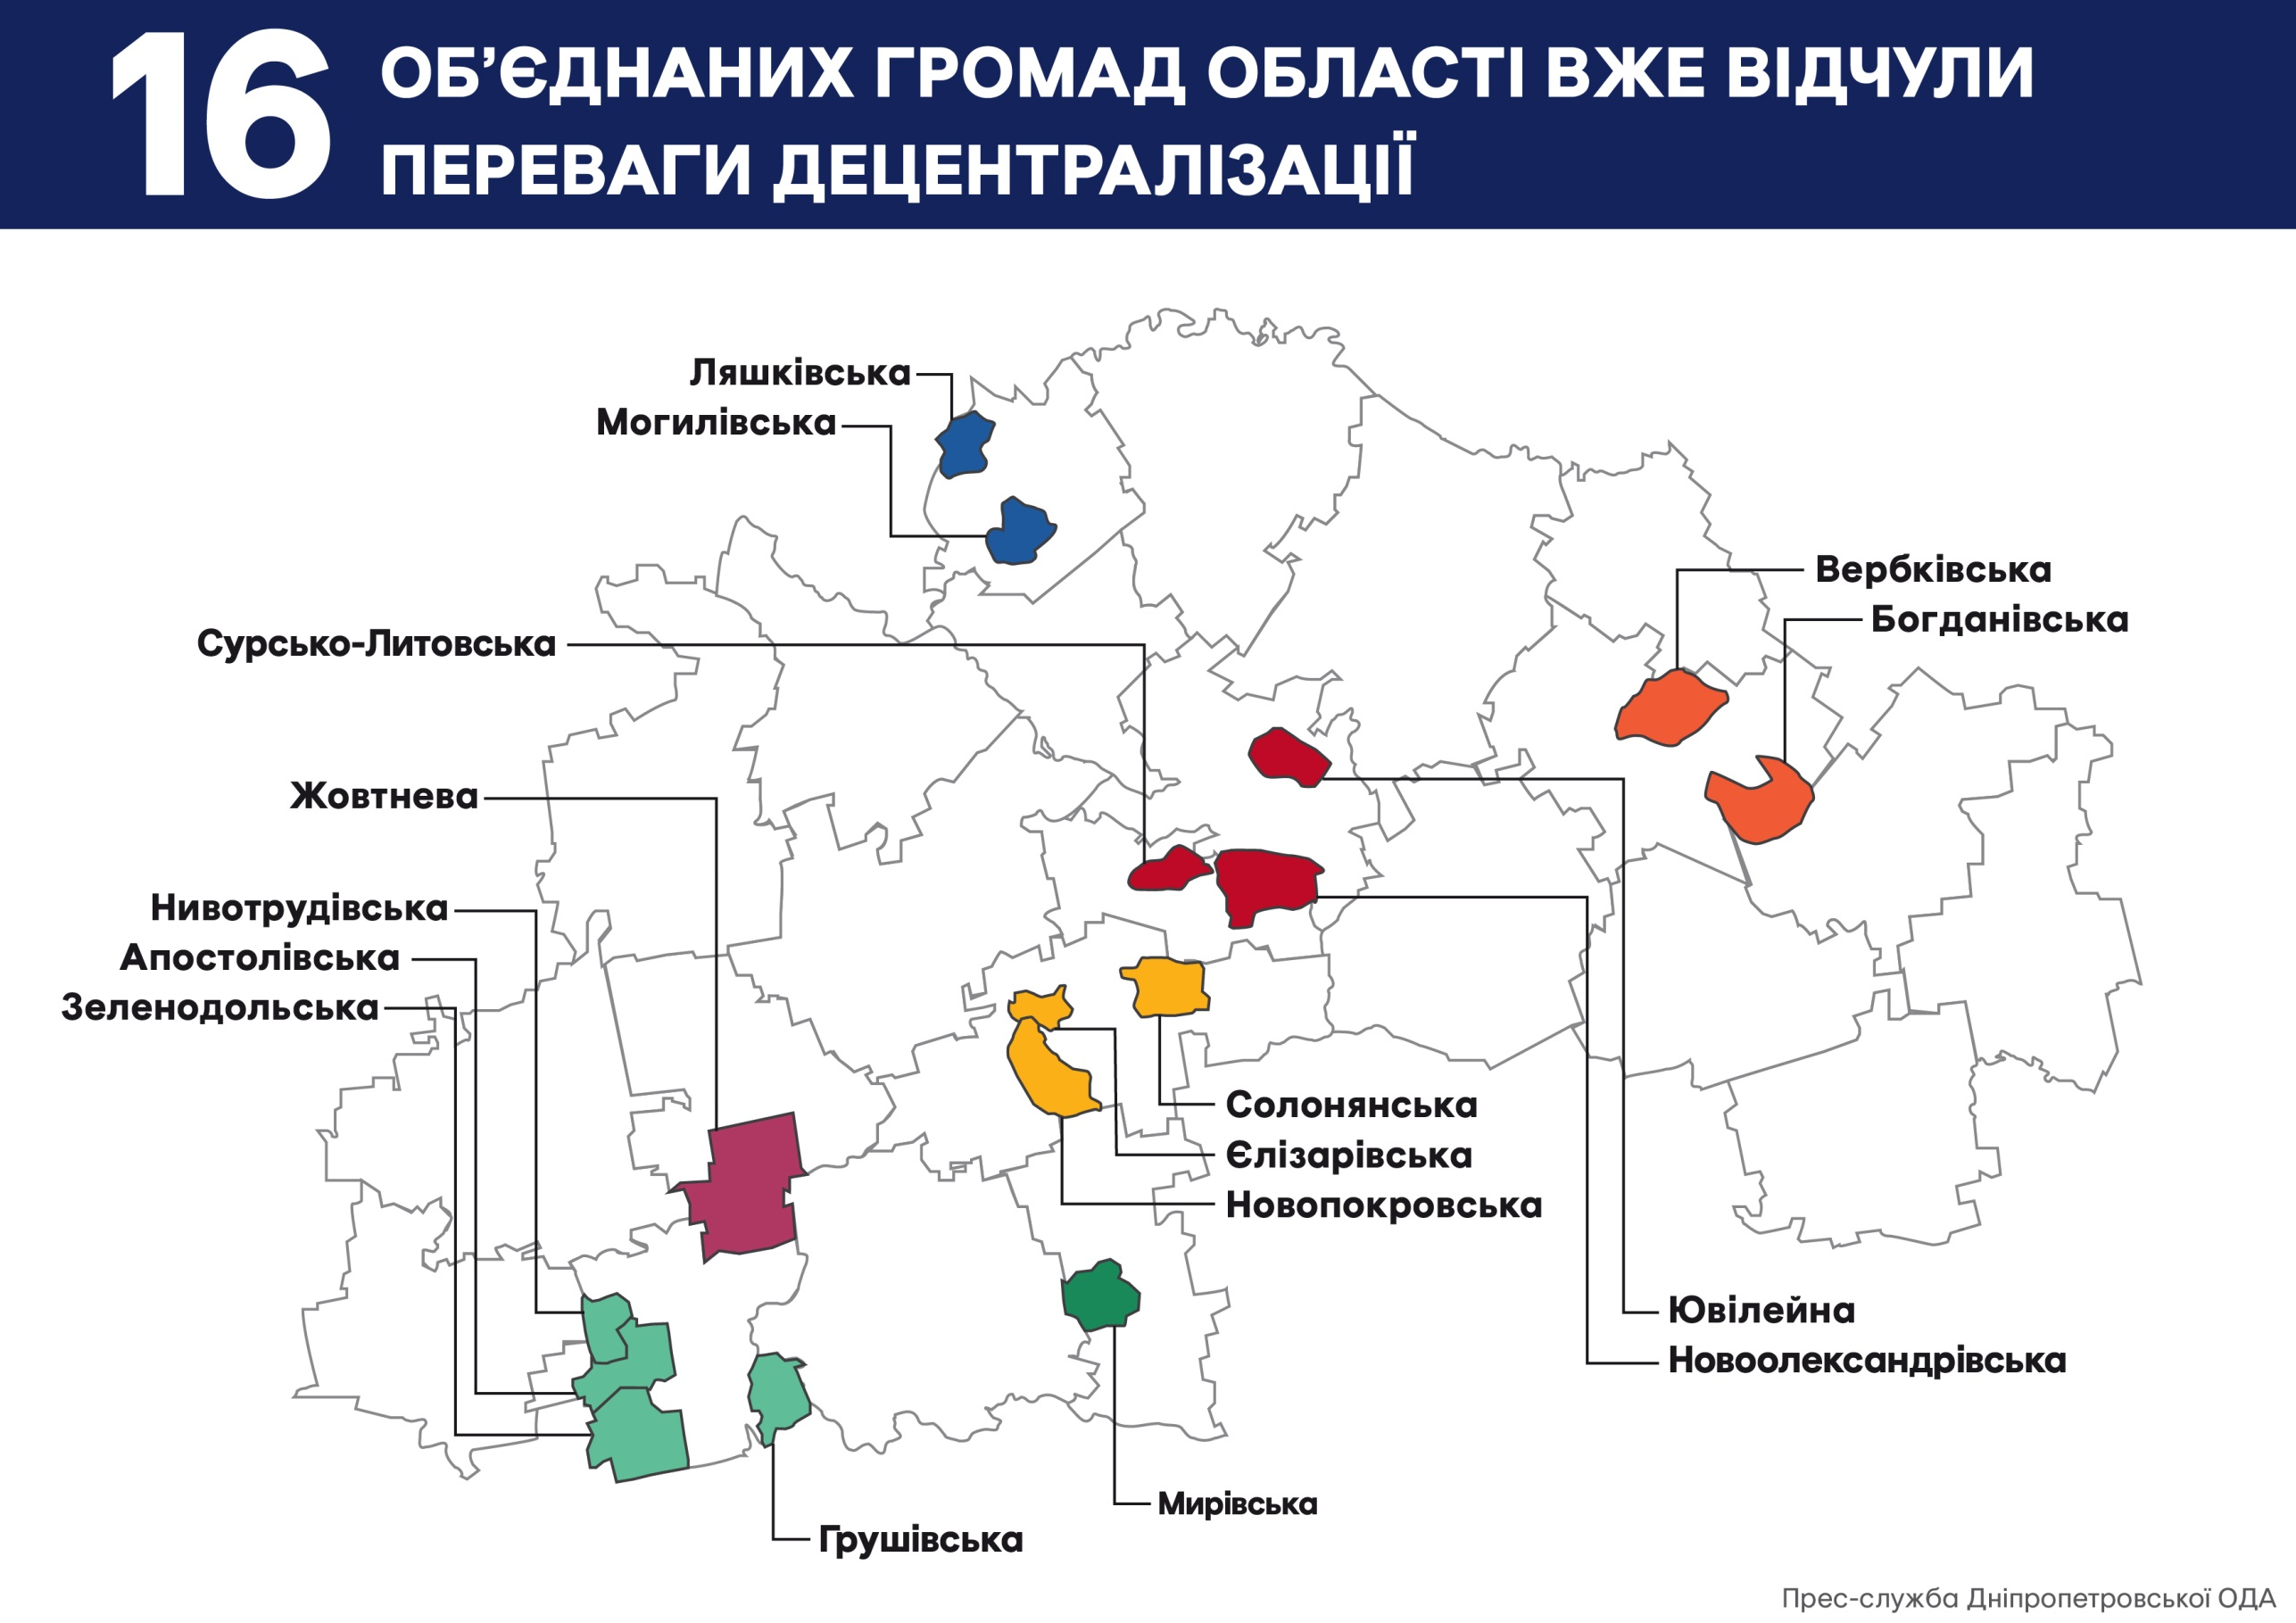 16 ОБ’ЄДНАНИХ ГРОМАД ОБЛАСТІ ВЖЕ ВІДЧУЛИ
ПЕРЕВАГИ ДЕЦЕНТРАЛІЗАЦІЇ
Ляшківська
Могилівська
Вербківська
Богданівська
Сурсько-Литовська
Жовтнева
Нивотрудівська
Апостолівська
Зеленодольська
Солонянська
Єлізарівська
Новопокровська
Ювілейна
Новоолександрівська
Мирівська
Грушівська
Прес-служба Дніпропетровської ОДА